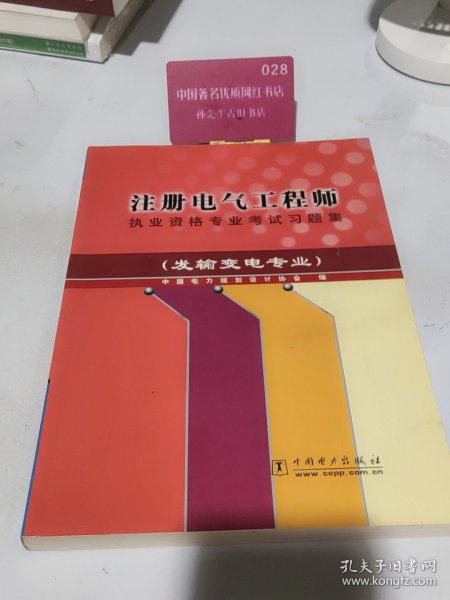 028
中国著名优质网红书店
孙先生古旧书店
注册电气工程师
执业资格专业考试习题集
(发输变电专业)
中国电力规划设计协会 编
中国电力出版社
www.cepp.com.cn
孔夫子旧书网
www.kongfz.com